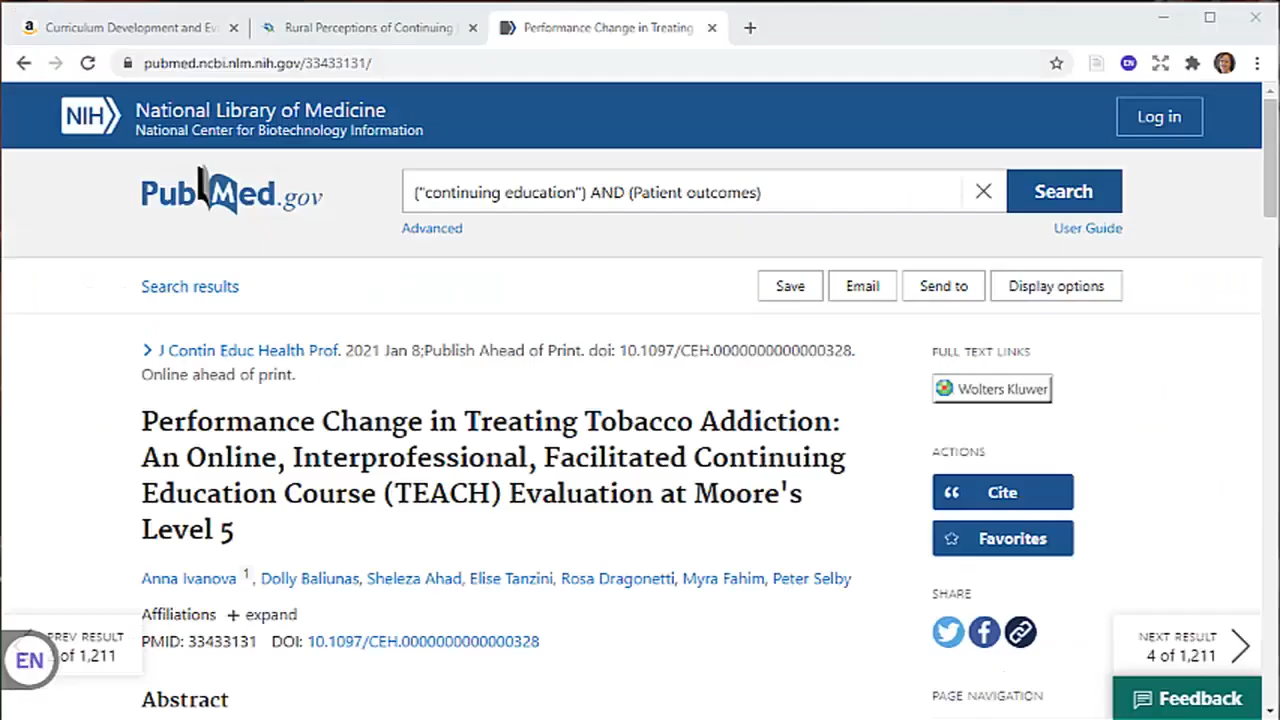 Curriculum Development and Ev
Rural Perceptions of Continuing
Performance Change in Treating
pubmed.ncbi.nlm.nih.gov/33433131/
EN
NIH
National Library of Medicine
National Center for Biotechnology Information
Log in
PubMed.gov
("continuing education") AND (Patient outcomes)
Search
Advanced
User Guide
Search results
Save
Email
Send to
Display options
J Contin Educ Health Prof. 2021 Jan 8;Publish Ahead of Print. doi: 10.1097/CEH.0000000000000328.
Online ahead of print.
Performance Change in Treating Tobacco Addiction:
An Online, Interprofessional, Facilitated Continuing
Education Course (TEACH) Evaluation at Moore's
Level 5
Anna Ivanova 1, Dolly Baliunas, Sheleza Ahad, Elise Tanzini, Rosa Dragonetti, Myra Fahim, Peter Selby
Affiliations + expand
PMID: 33433131 DOI: 10.1097/CEH.0000000000000328
Abstract
FULL TEXT LINKS
Wolters Kluwer
ACTIONS
Cite
Favorites
SHARE
PAGE NAVIGATION
PREV RESULT
of 1,211
EN
NEXT RESULT
4 of 1,211
Feedback